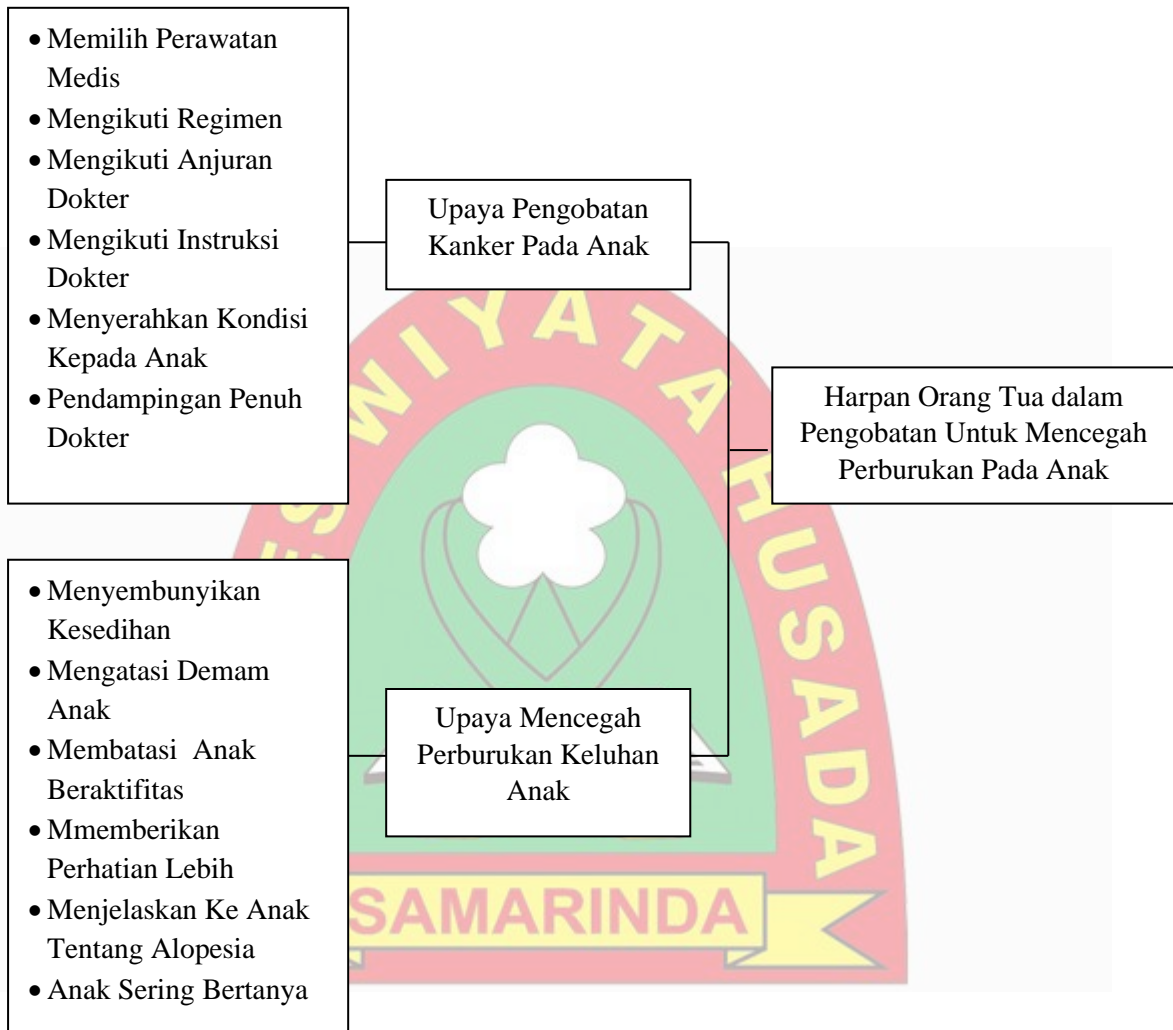 • Memilih Perawatan
Medis
• Mengikuti Regimen
• Mengikuti Anjuran
Dokter
• Mengikuti Instruksi
Dokter
• Menyerahkan Kondisi
Kepada Anak
• Pendampingan Penuh
Dokter
Upaya Pengobatan
Kanker Pada Anak
Harpan Orang Tua dalam
Pengobatan Untuk Mencegah
Perburukan Pada Anak
• Menyembunyikan
Kesedihan
• Mengatasi Demam
Anak
• Membatasi Anak
Beraktifitas
• Mmemberikan
Perhatian Lebih
• Menjelaskan Ke Anak
Tentang Alopesia
• Anak Sering Bertanya
Upaya Mencegah
Perburukan Keluhan
Anak
WIYATA HUSADA
SAMARINDA